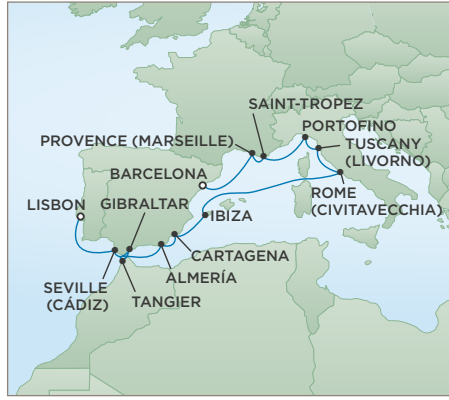 SAINT-TROPEZ
PORTOFINO
PROVENCE (MARSEILLE)
TUSCANY
(LIVORNO)
BARCELONA
ROME
(CIVITAVECCHIA)
LISBON
GIBRALTAR
IBIZA
CARTAGENA
ALMERÍA
SEVILLE
(CÁDIZ)
TANGIER